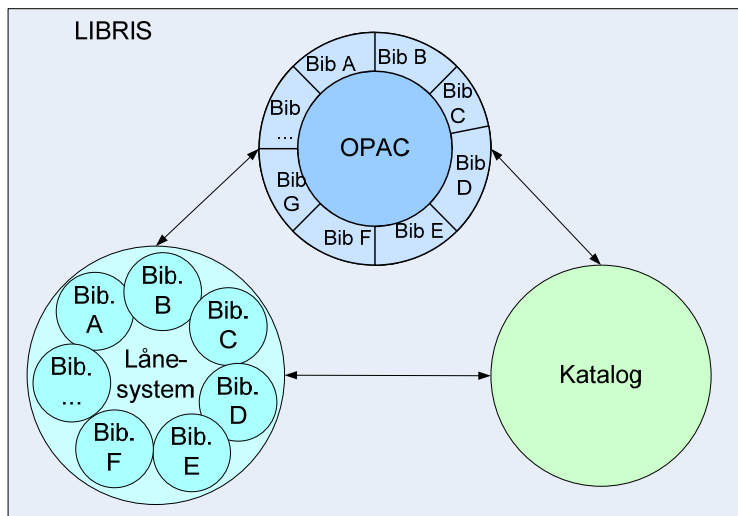 LIBRIS
Bib A
Bib B
Bib
C
Bib
D
Bib E
Bib F
Bib
G
Bib
...
OPAC
Bib.
A
Bib.
B
Bib.
C
Bib.
D
Bib.
E
Bib.
F
Bib.
...
Låne-
system
Katalog